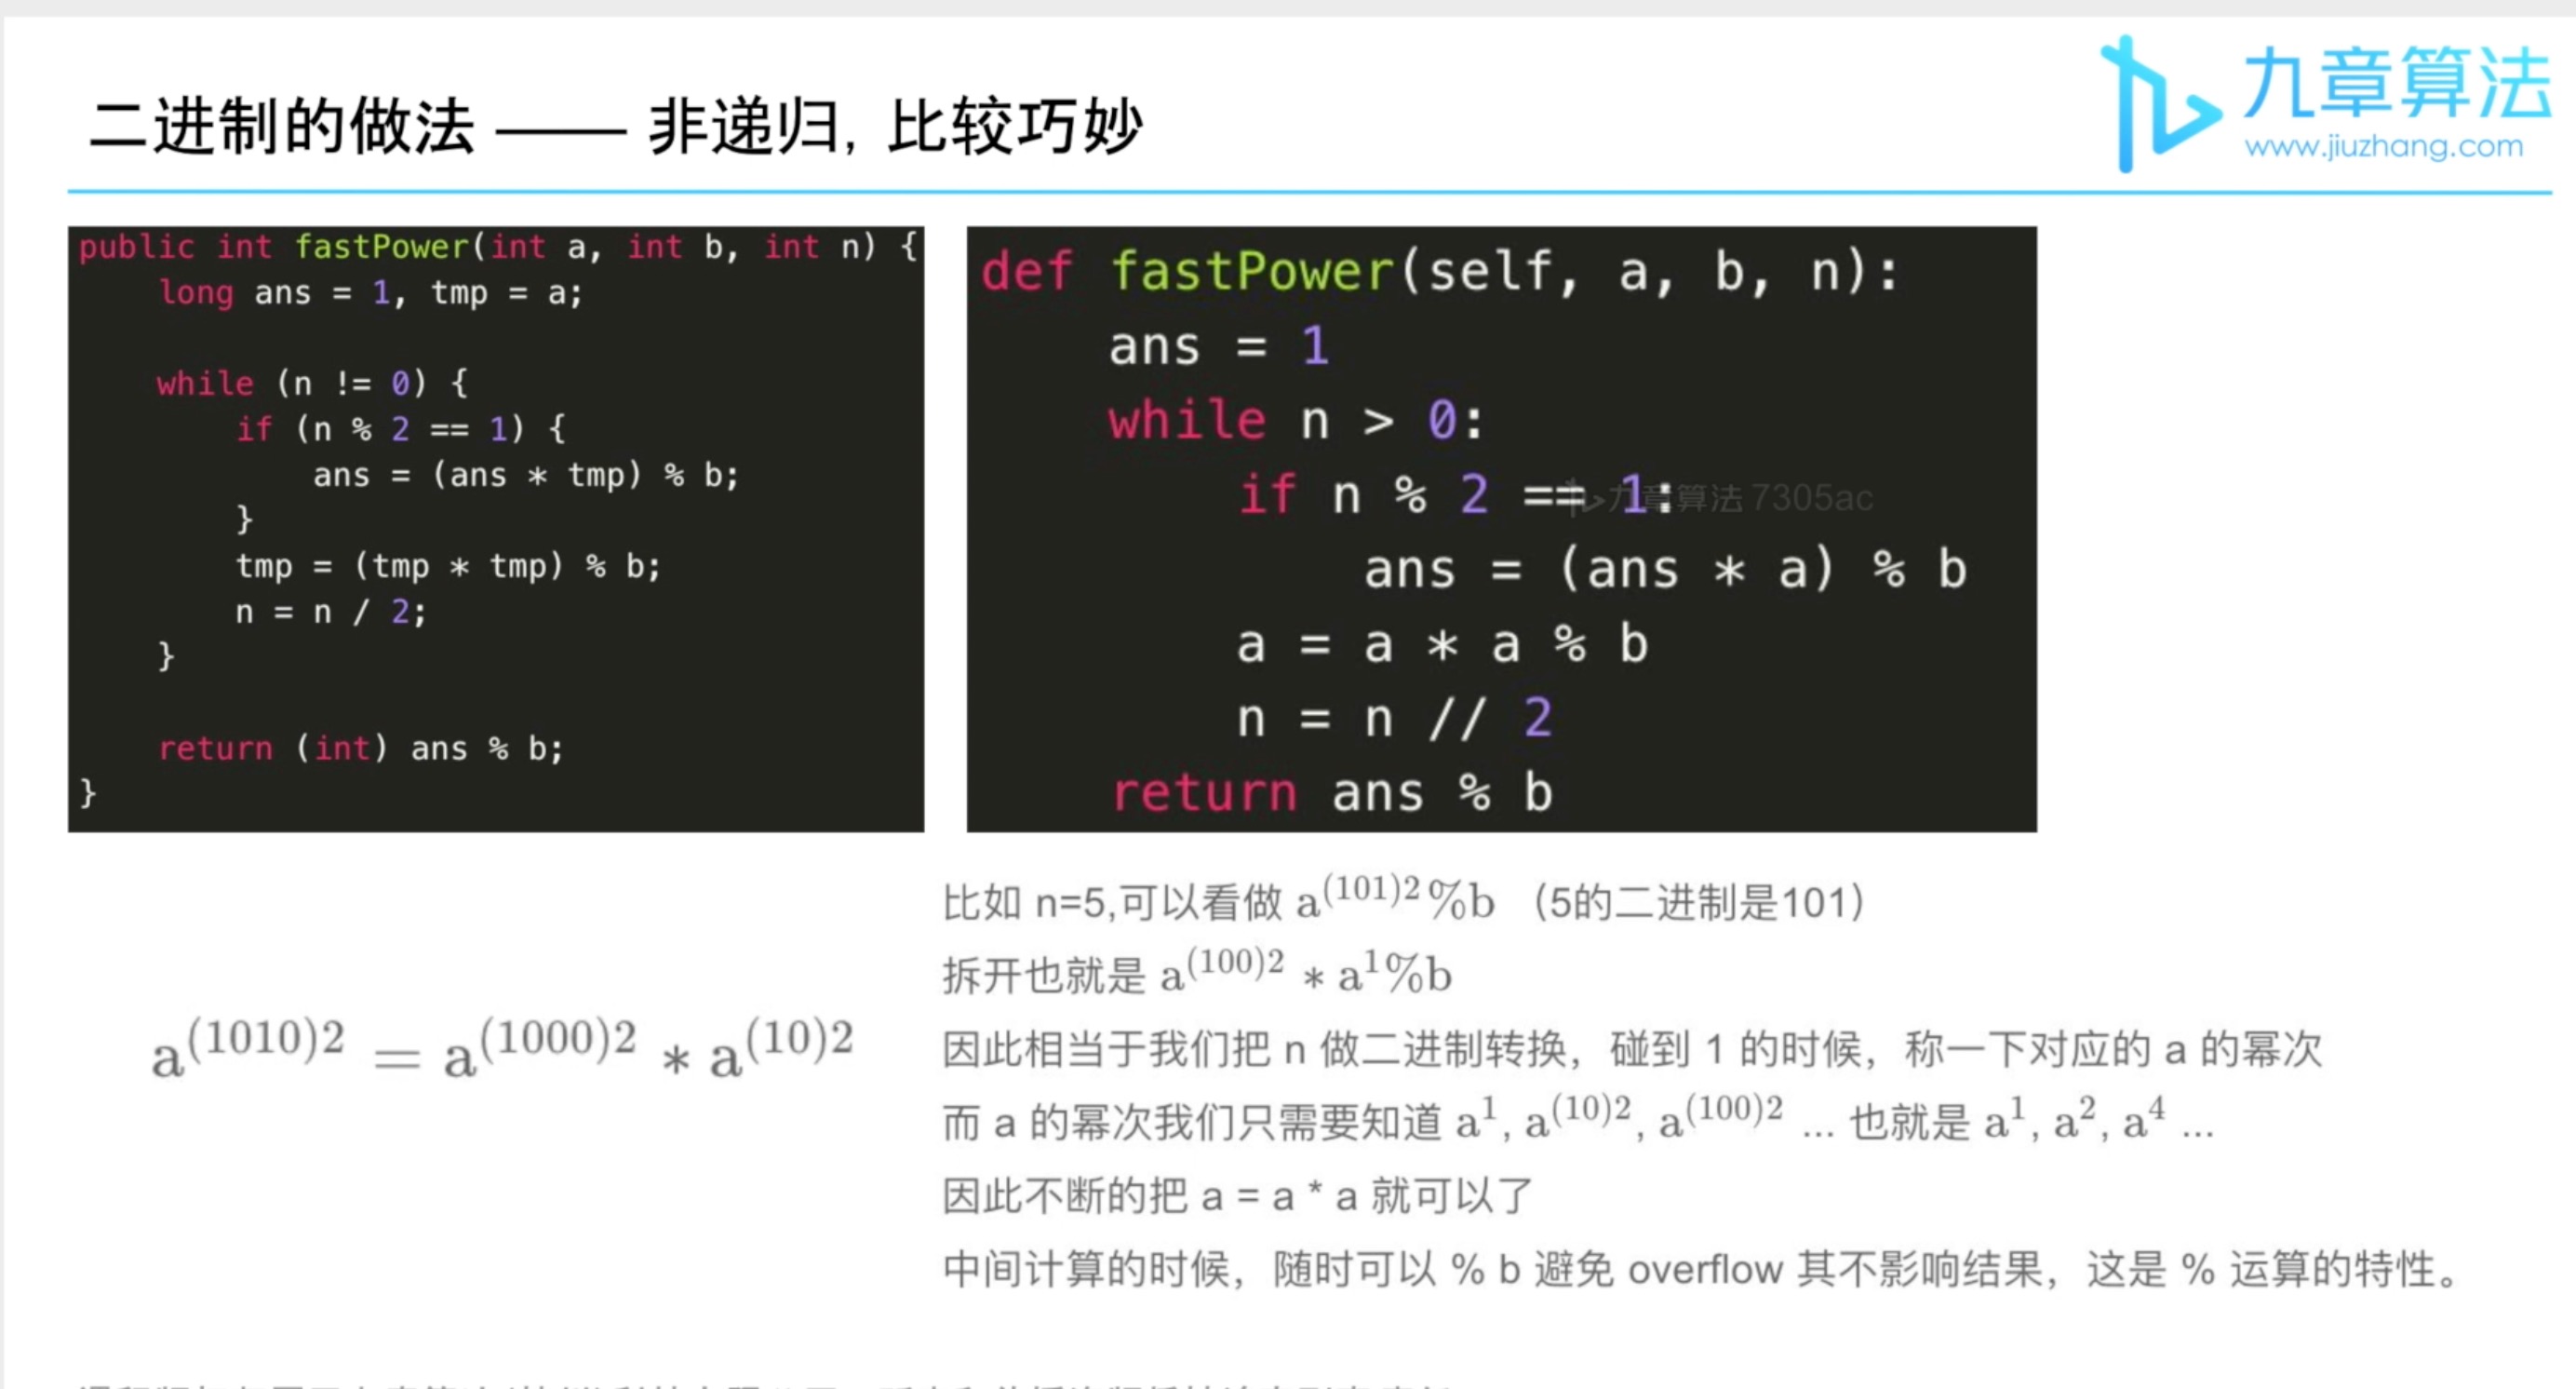 二进制的做法 —— 非递归, 比较巧妙
九章算法
www.jiuzhang.com
public int fastPower(int a, int b, int n) {
    long ans = 1, tmp = a;
    while (n != 0) {
        if (n % 2 == 1) {
            ans = (ans * tmp) % b;
        }
        tmp = (tmp * tmp) % b;
        n = n / 2;
    }
    return (int) ans % b;
}
def fastPower(self, a, b, n):
    ans = 1
    while n > 0:
        if n % 2 == 1:
            ans = (ans * a) % b
        a = a * a % b
        n = n // 2
    return ans % b
九章算法 7305ac
a^(1010)2 = a^(1000)2 * a^(10)2
比如 n=5,可以看做 a^(101)2 %b （5的二进制是101）
拆开也就是 a^(100)2 * a^1%b
因此相当于我们把 n 做二进制转换，碰到 1 的时候，称一下对应的 a 的幂次
而 a 的幂次我们只需要知道 a^1, a^(10)2, a^(100)2 ... 也就是 a^1, a^2, a^4 ...
因此不断的把 a = a * a 就可以了
中间计算的时候，随时可以 % b 避免 overflow 其不影响结果，这是 % 运算的特性。